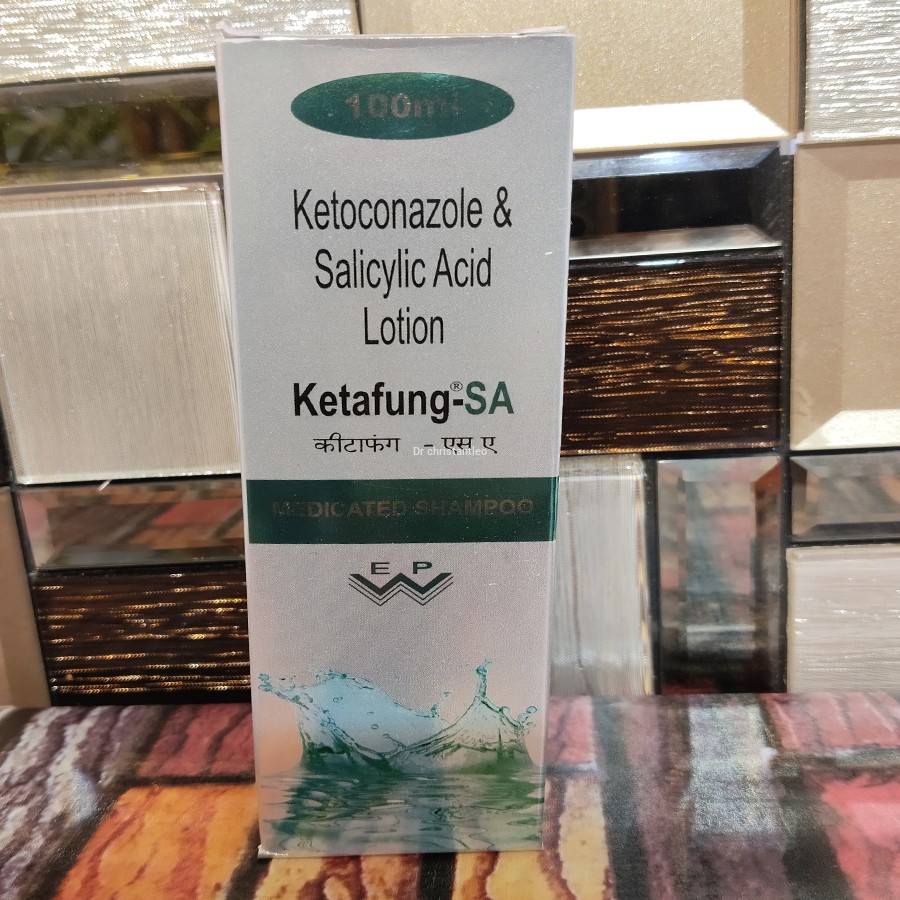 100ml
Ketoconazole &
Salicylic Acid
Lotion
Ketafung®-SA
कीटाफंग - एस ए
Dr christantleo
MEDICATED SHAMPOO
E P
W